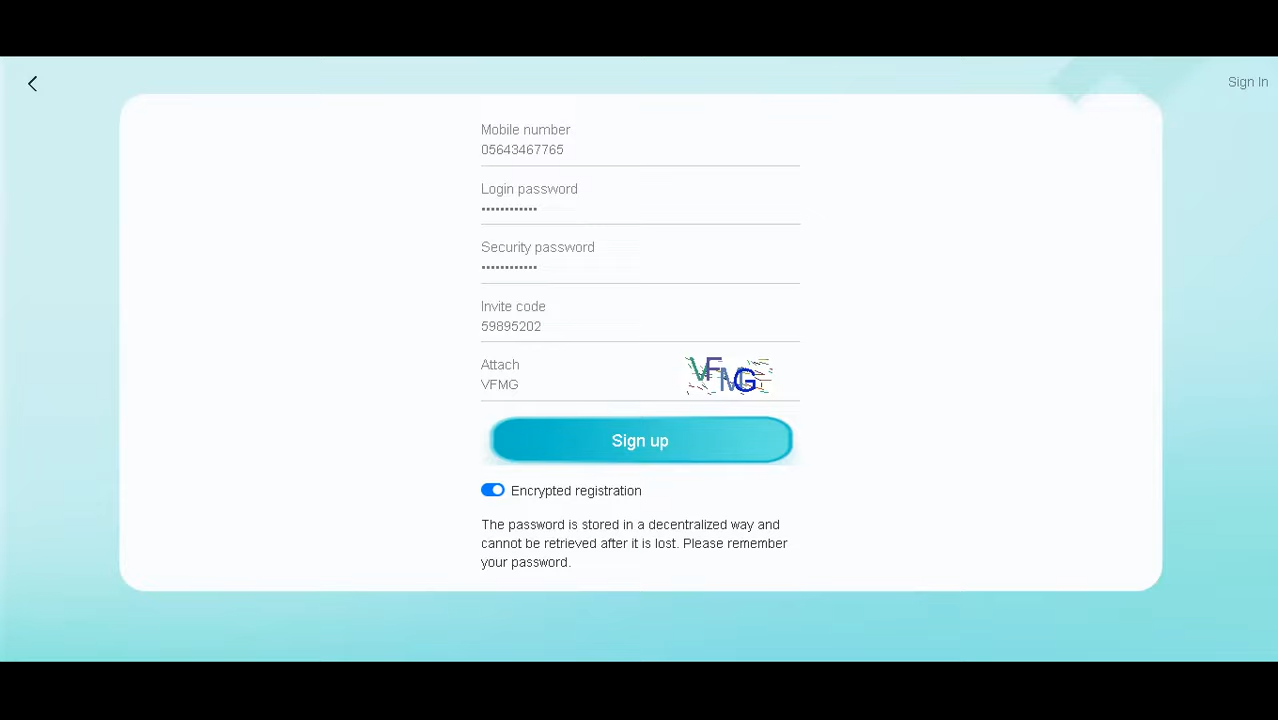 Sign In
Mobile number
05643467765
Login password
••••••••••••
Security password
••••••••••••
Invite code
59895202
Attach
VFMG
VFMG
Sign up
Encrypted registration
The password is stored in a decentralized way and
cannot be retrieved after it is lost. Please remember
your password.